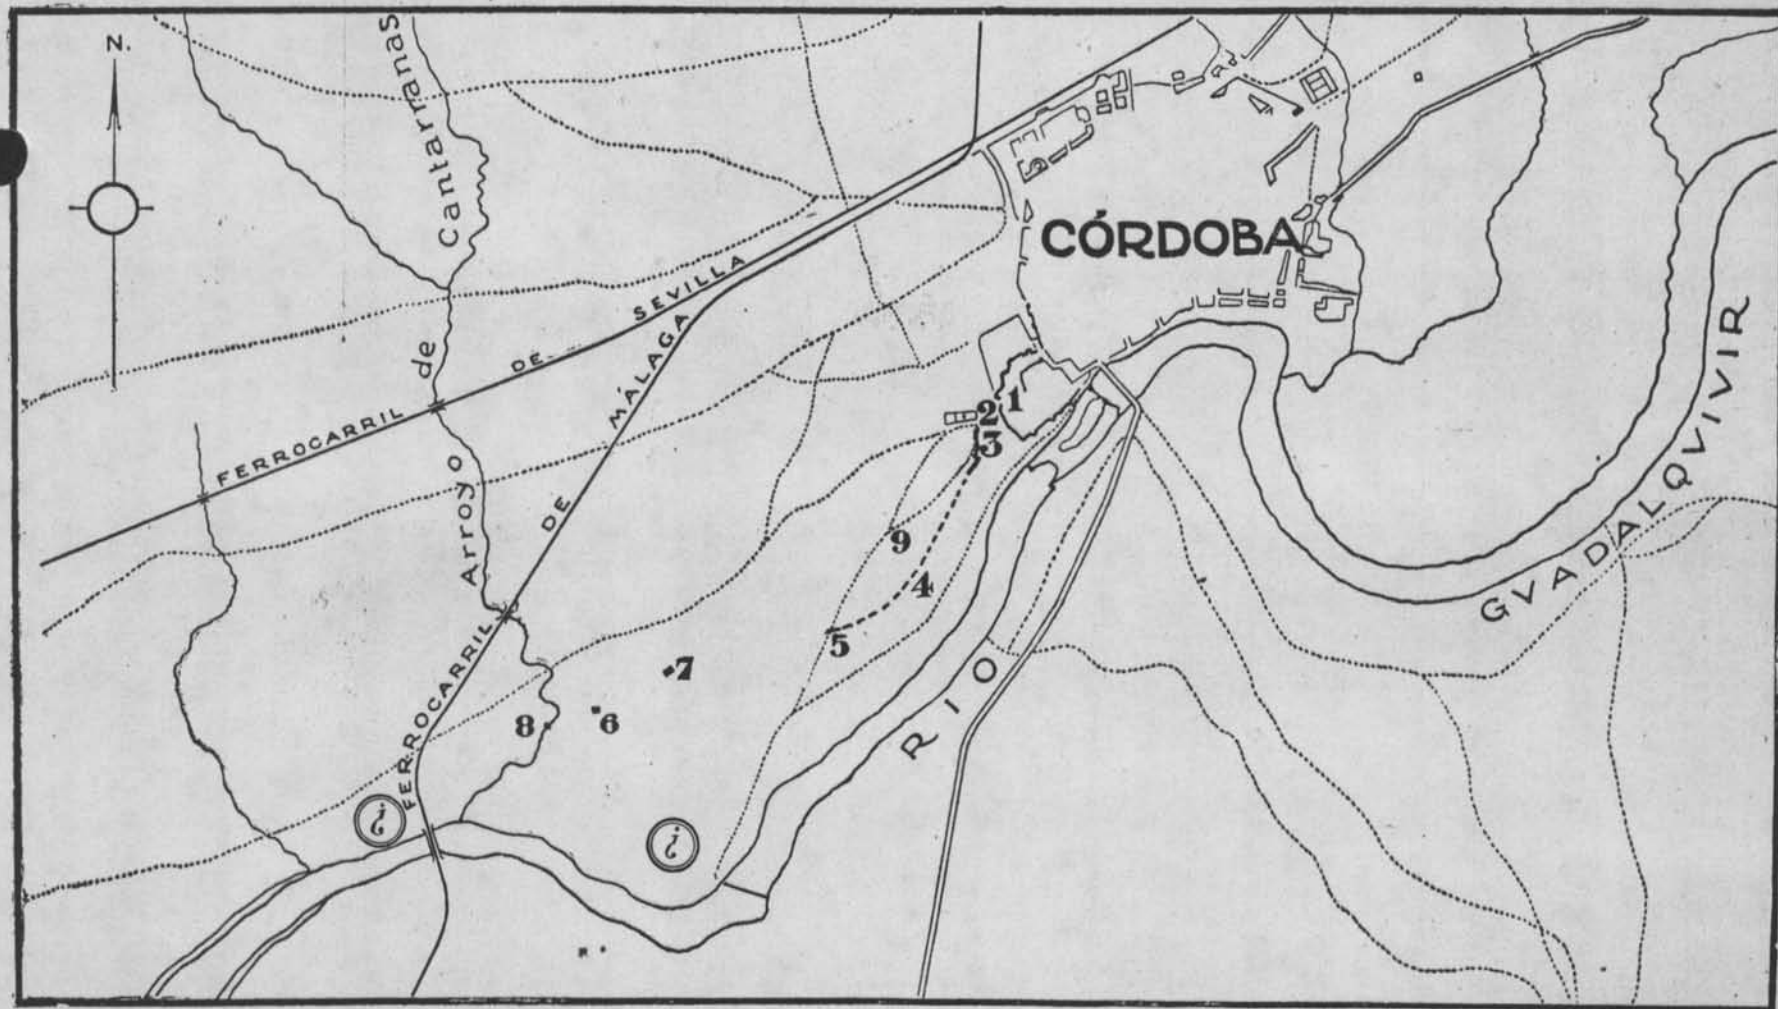 N.
Arroyo de Cantarranas
FERROCARRIL DE SEVILLA
FERROCARRIL DE MÁLAGA
CÓRDOBA
RIO GVADALQVIVIR
1
2
3
9
4
5
7
6
8
¿
¿